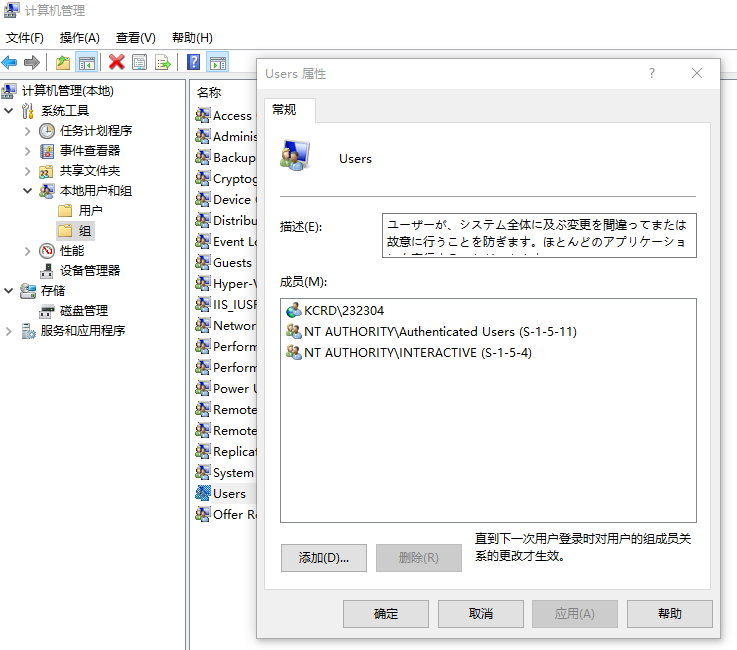 计算机管理
文件(F) 操作(A) 查看(V) 帮助(H)
计算机管理(本地)
系统工具
任务计划程序
事件查看器
共享文件夹
本地用户和组
用户
组
性能
设备管理器
存储
磁盘管理
服务和应用程序
名称
Access
Adminis
Backup
Cryptog
Device
Distribu
Event Lo
Guests
Hyper-V
IIS_IUSR
Network
Perform
Perform
Power U
Remote
Remote
Replicat
System
Users
Offer Re
Users 属性
常规
Users
描述(E):
ユーザーが、システム全体に及ぶ変更を間違ってまたは
故意に行うことを防ぎます。ほとんどのアプリケーショ
成员(M):
KCRD\232304
NT AUTHORITY\Authenticated Users (S-1-5-11)
NT AUTHORITY\INTERACTIVE (S-1-5-4)
添加(D)...
删除(R)
直到下一次用户登录时对用户的组成员关
系的更改才生效。
确定
取消
应用(A)
帮助